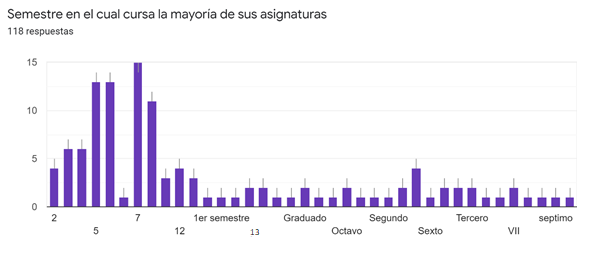 Semestre en el cual cursa la mayoría de sus asignaturas
118 respuestas
15
10
5
0
2
7
1er semestre
Graduado
Segundo
Tercero
septimo
5
12
13
Octavo
Sexto
VII